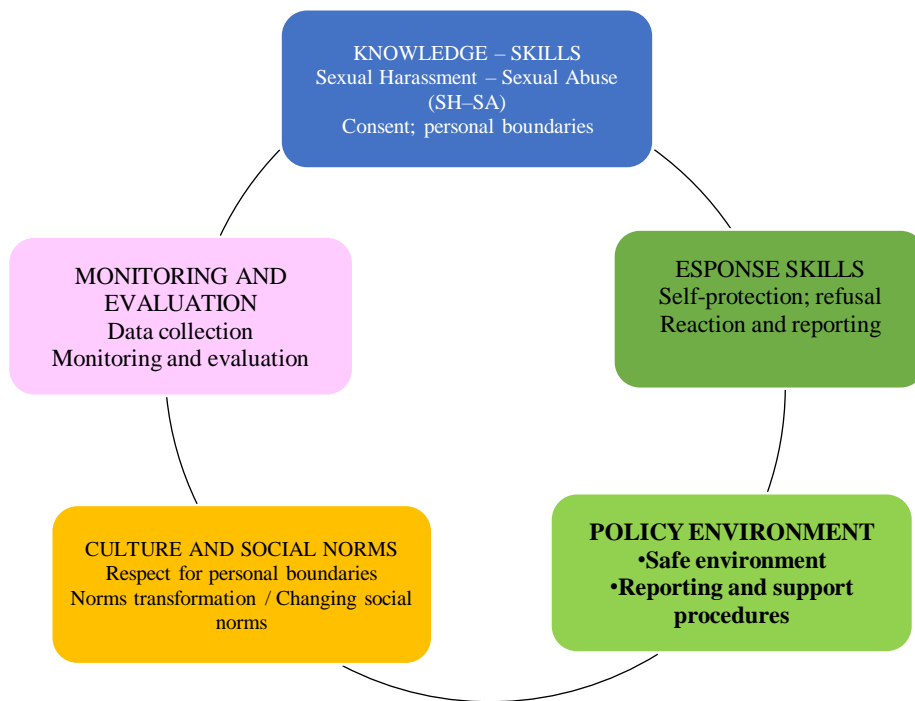 KNOWLEDGE – SKILLS
Sexual Harassment – Sexual Abuse
(SH–SA)
Consent; personal boundaries
ESPONSE SKILLS
Self-protection; refusal
Reaction and reporting
POLICY ENVIRONMENT
•Safe environment
•Reporting and support
procedures
CULTURE AND SOCIAL NORMS
Respect for personal boundaries
Norms transformation / Changing social
norms
MONITORING AND
EVALUATION
Data collection
Monitoring and evaluation